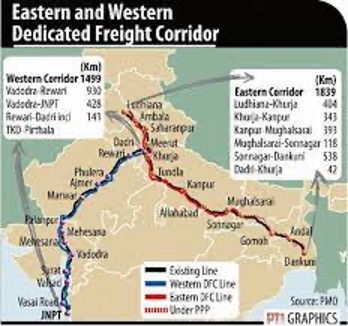 Eastern and Western
Dedicated Freight Corridor
(Km)
Western Corridor 1499
Vadodra-Rewari 930
Vadodra-JNPT 428
Rewari-Dadri incl 141
TKD-Pirthala
(Km)
Eastern Corridor 1839
Ludhiana-Khurja 404
Khurja-Kanpur 343
Kanpur-Mughalsarai 393
Mughalsarai-Sonnagar 118
Sonnagar-Dankuni 538
Dadri-Khurja 42
Ludhiana
Ambala
Saharanpur
Meerut
Dadri
Rewari
Khurja
Tundla
Phulera
Ajmer
Marwar
Kanpur
Allahabad
Mughalsarai
Sonnagar
Gomoh
Andal
Dankuni
Palanpur
Mehesana
Mehesana
Vadodra
Surat
Valsad
Vasai Road
JNPT
Existing Line
Western DFC Line
Eastern DFC Line
Under PPP
Source: PMO
PTI GRAPHICS